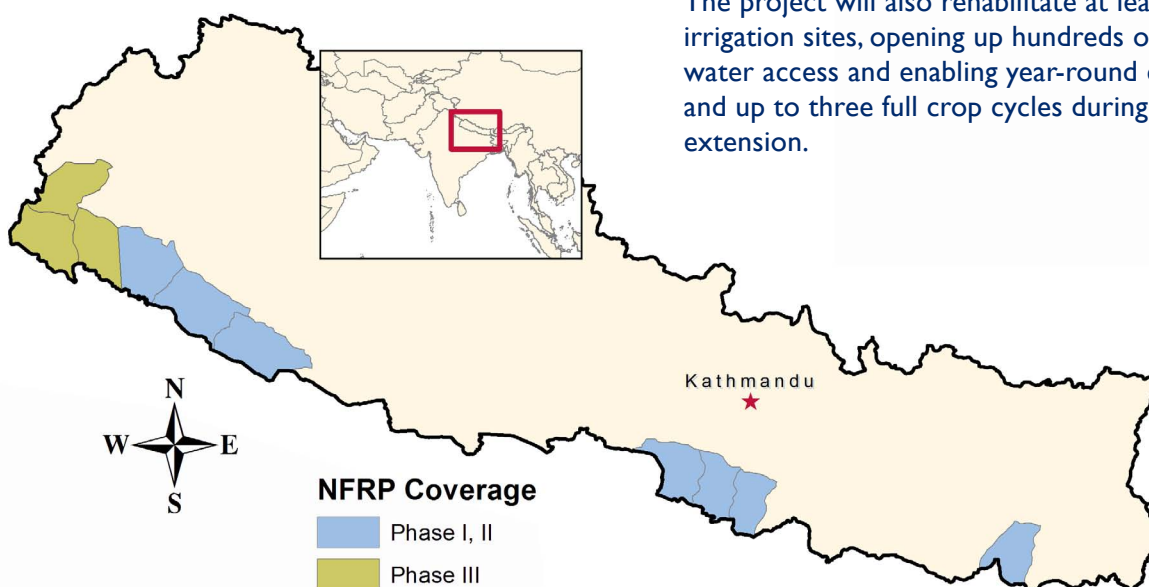 The project will also rehabilitate at
irrigation sites, opening up hundreds
water access and enabling year-round
and up to three full crop cycles during
extension.
Kathmandu
N
W E
S
NFRP Coverage
Phase I, II
Phase III